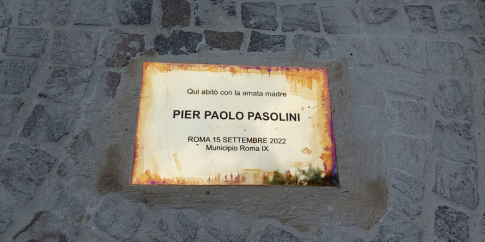 Qui abitò con la amata madre
PIER PAOLO PASOLINI
ROMA 15 SETTEMBRE 2022
Municipio Roma IX